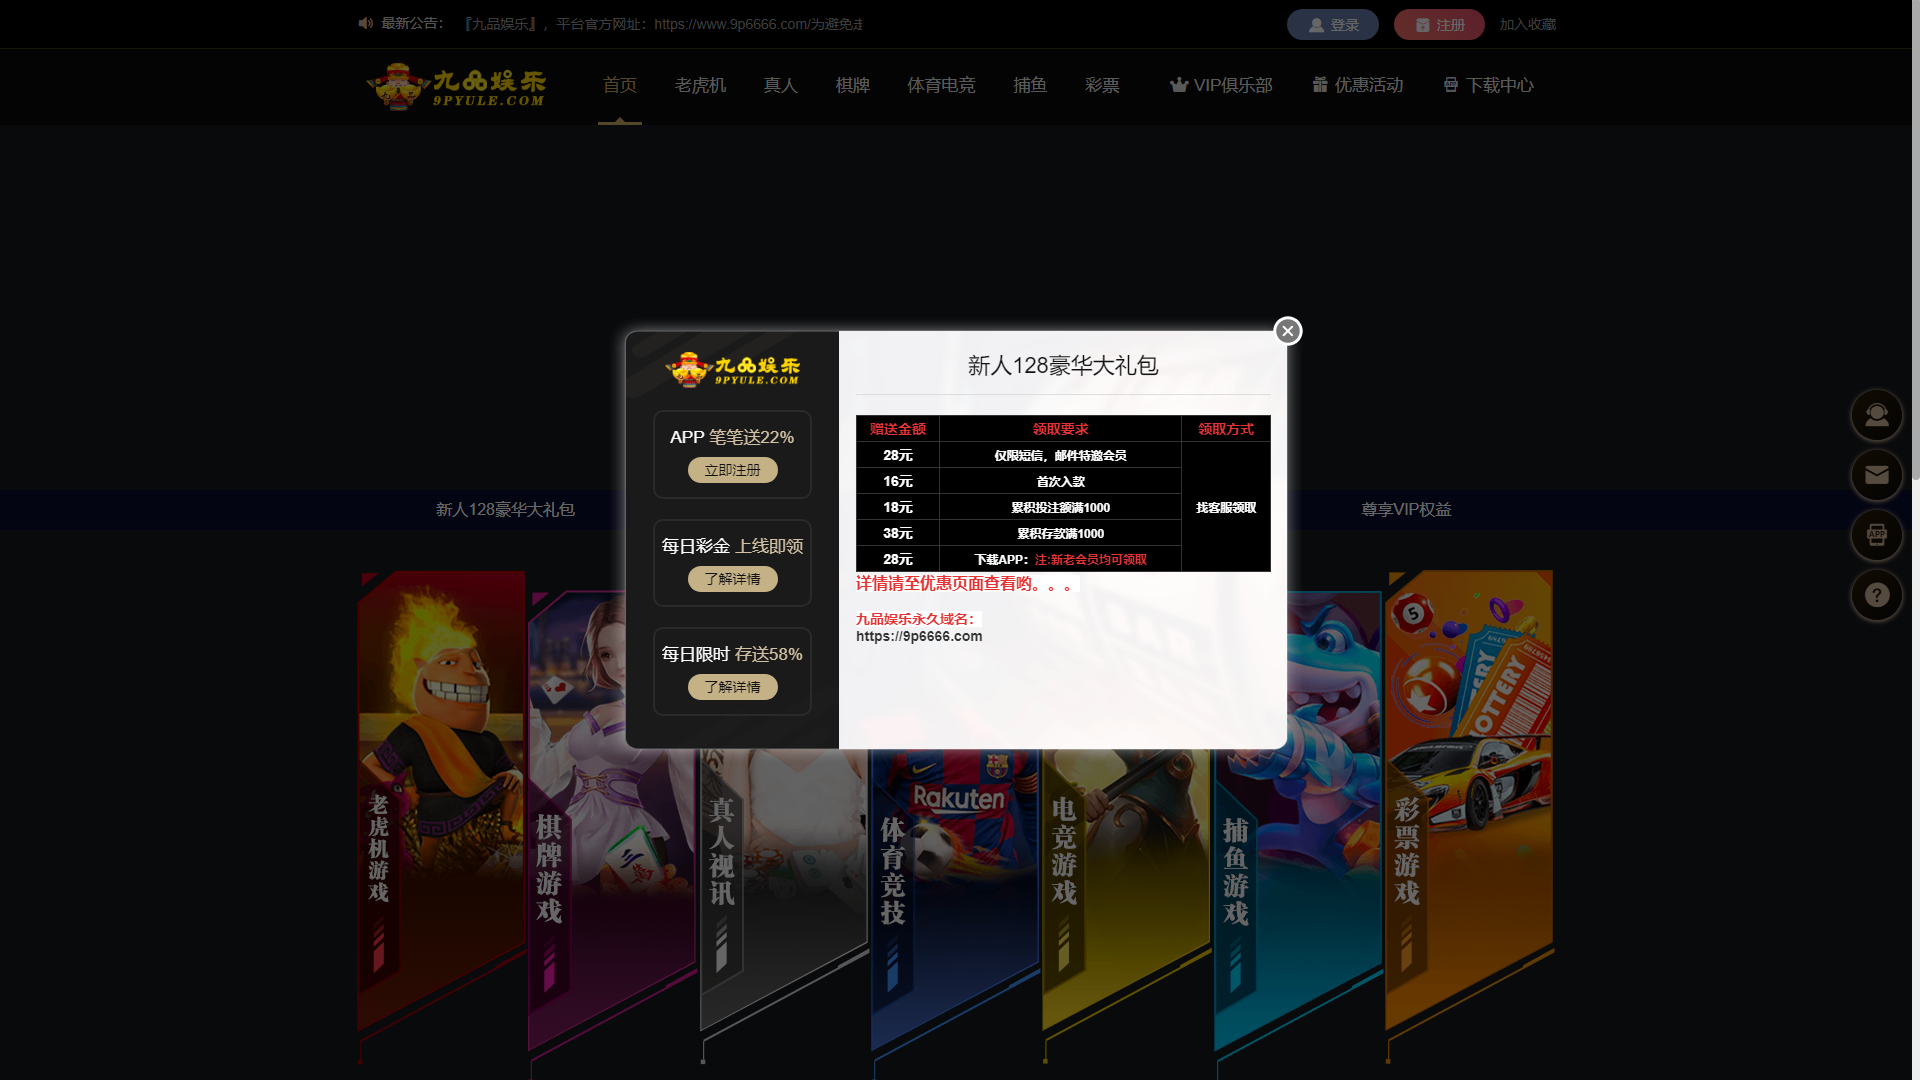 最新公告：
『九品娱乐』，平台官方网址：https://www.9p6666.com/为避免走
登录
注册
加入收藏
九品娱乐
9PYULE.COM
首页
老虎机
真人
棋牌
体育电竞
捕鱼
彩票
VIP俱乐部
优惠活动
下载中心
九品娱乐
9PYULE.COM
APP 笔笔送22%
立即注册
每日彩金 上线即领
了解详情
每日限时 存送58%
了解详情
新人128豪华大礼包
赠送金额 领取要求 领取方式
28元 仅限短信，邮件特邀会员
16元 首次入款
18元 累积投注额满1000 找客服领取
38元 累积存款满1000
28元 下载APP：注:新老会员均可领取
详情请至优惠页面查看哟。。。
九品娱乐永久域名：
https://9p6666.com
新人128豪华大礼包
尊享VIP权益
APP
?
老虎机游戏
棋牌游戏
真人视讯
体育竞技
电竞游戏
捕鱼游戏
彩票游戏
Rakuten
5
LOTTERY